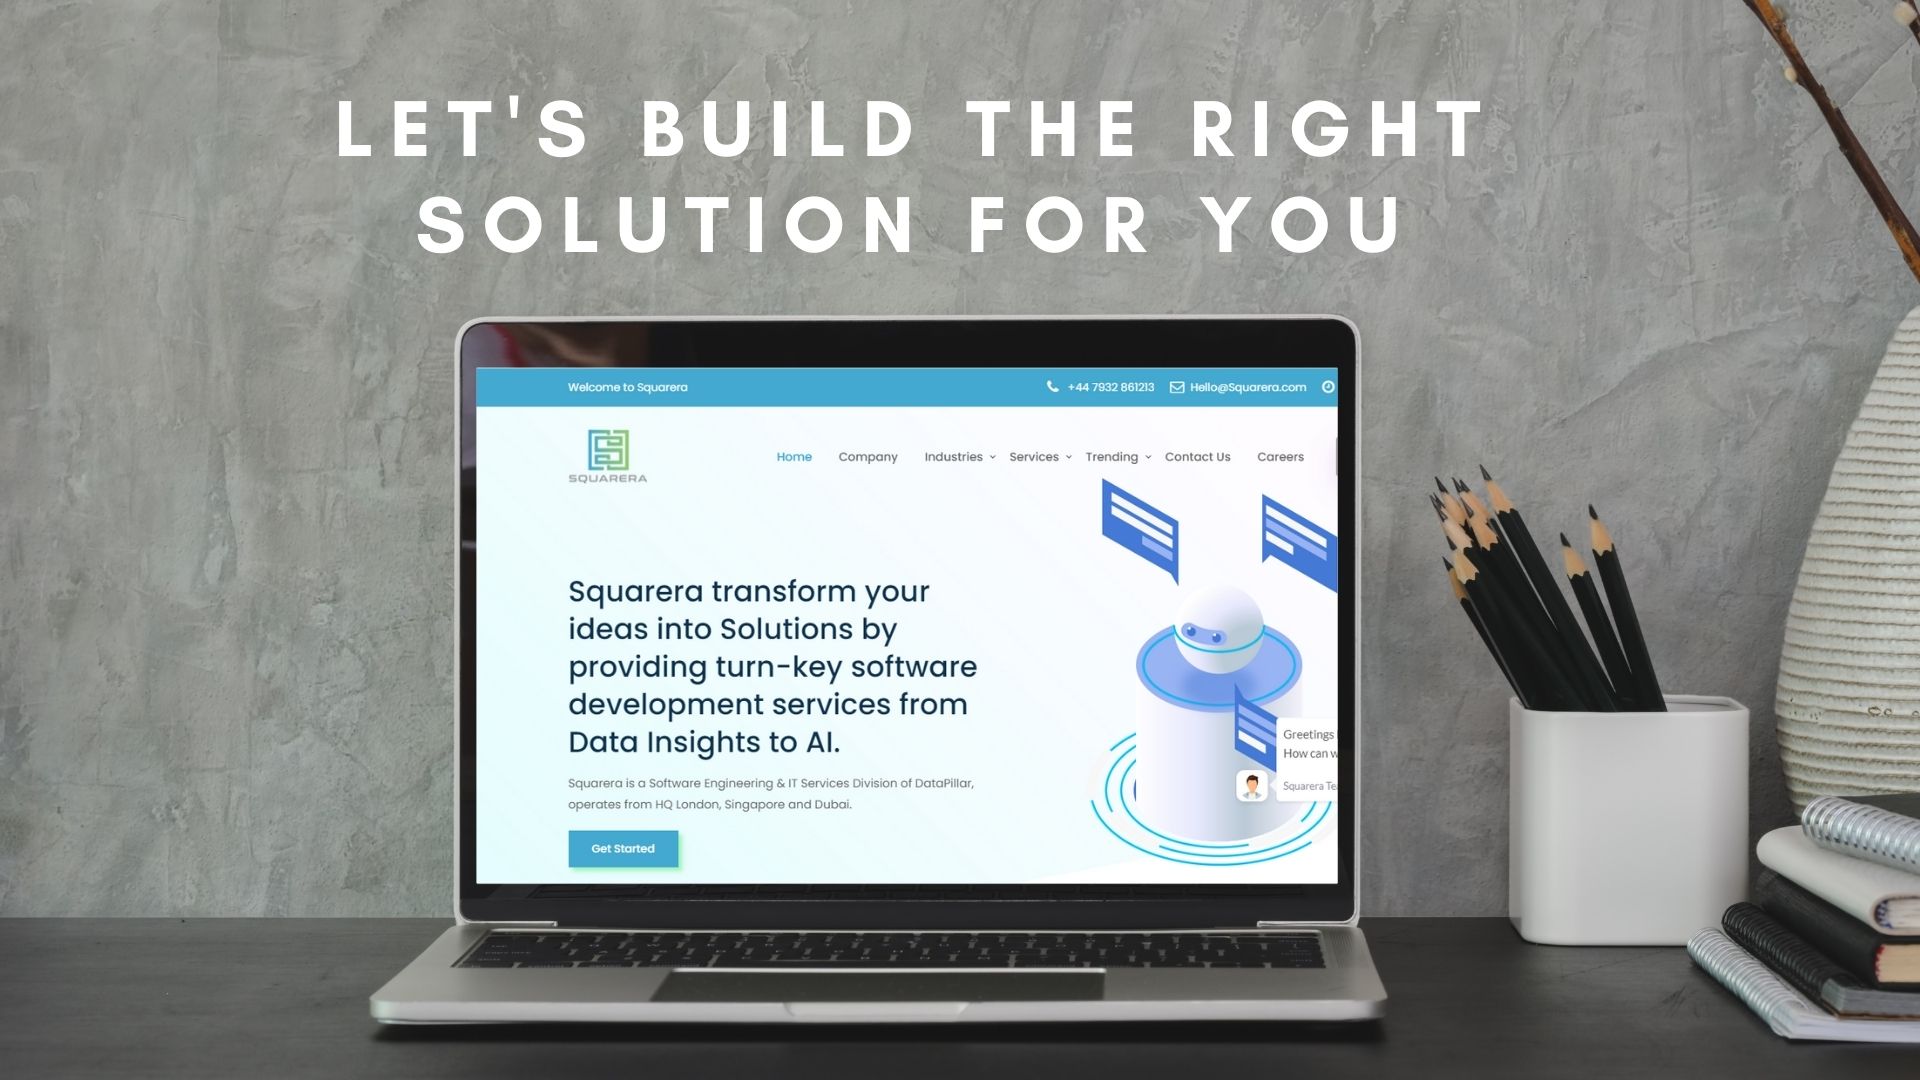 LET'S BUILD THE RIGHT
SOLUTION FOR YOU
Welcome to Squarera
+44 7932 861213
Hello@Squarera.com
SQUARERA
Home
Company
Industries
Services
Trending
Contact Us
Careers
Squarera transform your
ideas into Solutions by
providing turn-key software
development services from
Data Insights to AI.
Squarera is a Software Engineering & IT Services Division of DataPillar,
operates from HQ London, Singapore and Dubai.
Greetings
How can w
Squarera Te
Get Started